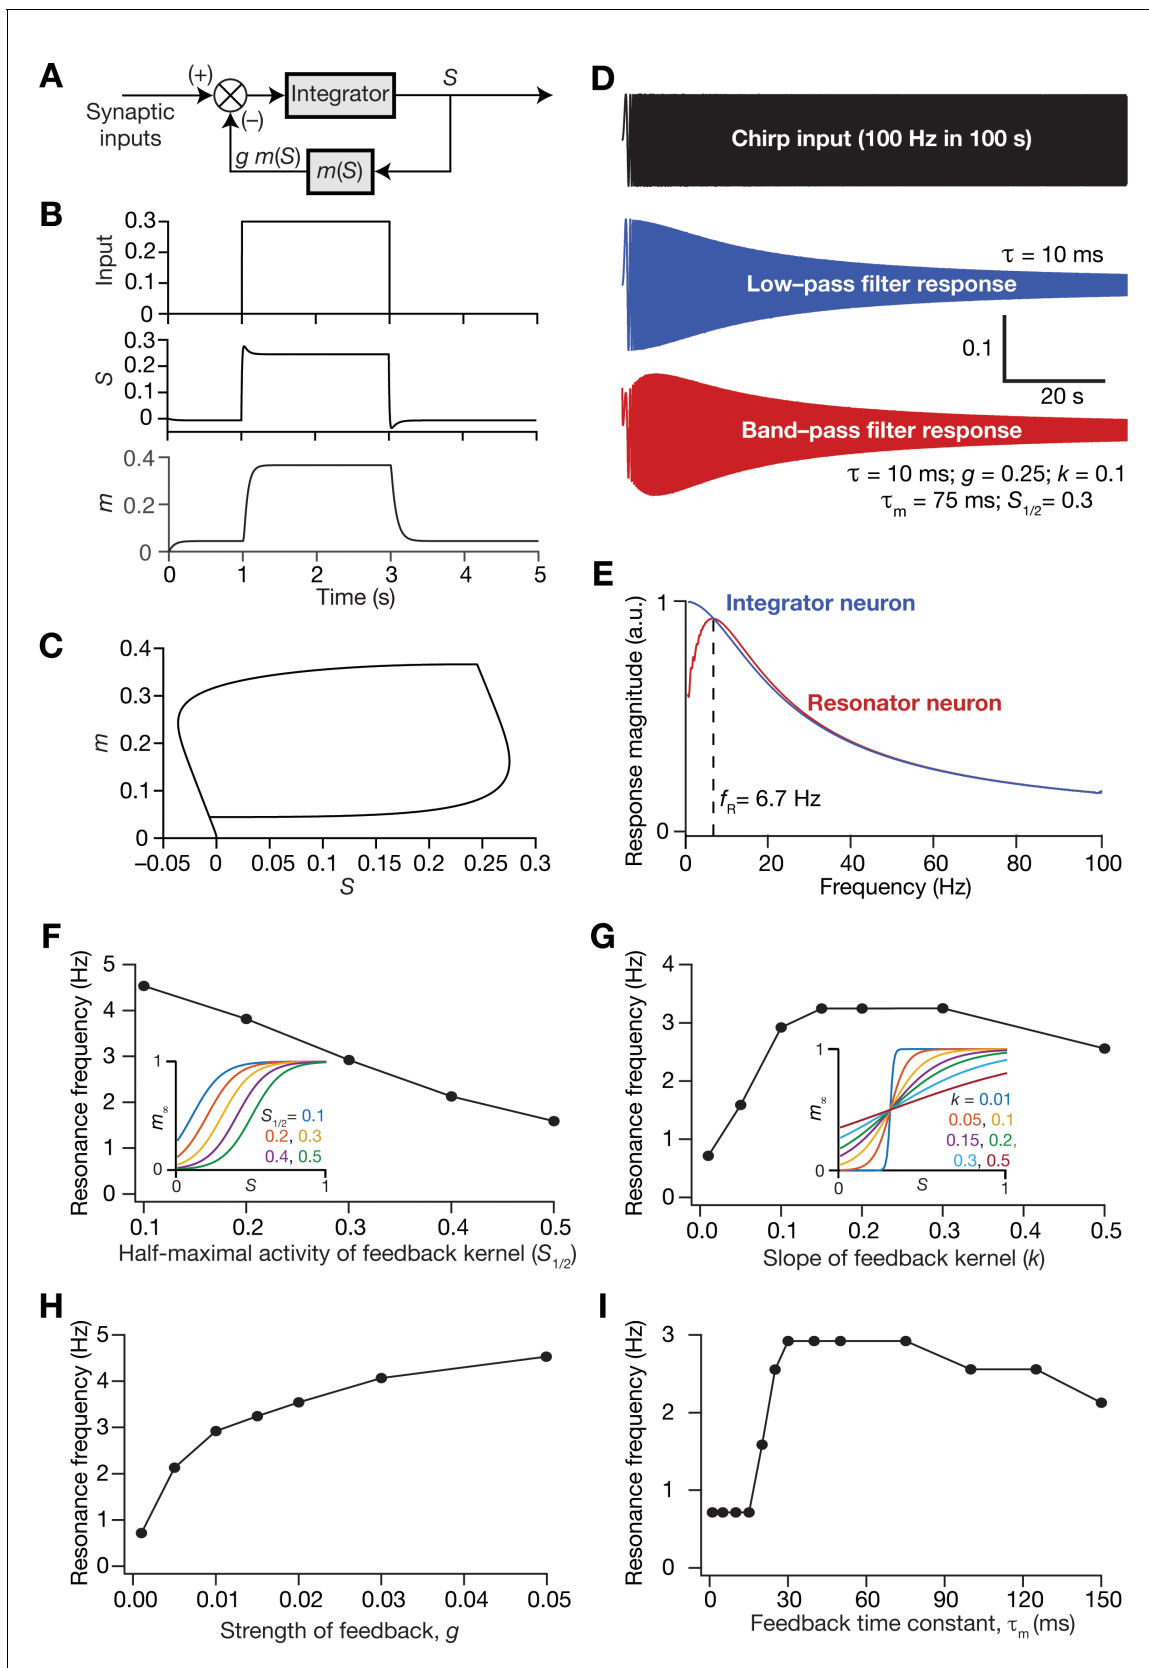 A
(+)
S
Integrator
Synaptic
inputs
(−)
g m(S)
m(S)
B
Input
0.3
0.2
0.1
0
S
0.3
0.2
0.1
0
m
0.4
0.2
0
0 1 2 3 4 5
Time (s)
C
m
0.4
0.3
0.2
0.1
0
−0.05 0 0.05 0.1 0.15 0.2 0.25 0.3
S
D
Chirp input (100 Hz in 100 s)
τ = 10 ms
Low–pass filter response
0.1
20 s
Band–pass filter response
τ = 10 ms; g = 0.25; k = 0.1
τm = 75 ms; S1/2= 0.3
E
Response magnitude (a.u.)
1
0
Integrator neuron
Resonator neuron
fR= 6.7 Hz
0 20 40 60 80 100
Frequency (Hz)
F
Resonance frequency (Hz)
5
4
3
2
1
0
m∞
1
0
S1/2= 0.1
0.2, 0.3
0.4, 0.5
0 S 1
0.1 0.2 0.3 0.4 0.5
Half-maximal activity of feedback kernel (S1/2)
G
Resonance frequency (Hz)
4
3
2
1
0
m∞
1
0
k = 0.01
0.05, 0.1
0.15, 0.2,
0.3, 0.5
0 S 1
0.0 0.1 0.2 0.3 0.4 0.5
Slope of feedback kernel (k)
H
Resonance frequency (Hz)
5
4
3
2
1
0
0.00 0.01 0.02 0.03 0.04 0.05
Strength of feedback, g
I
Resonance frequency (Hz)
3
2
1
0
0 30 60 90 120 150
Feedback time constant, τm (ms)